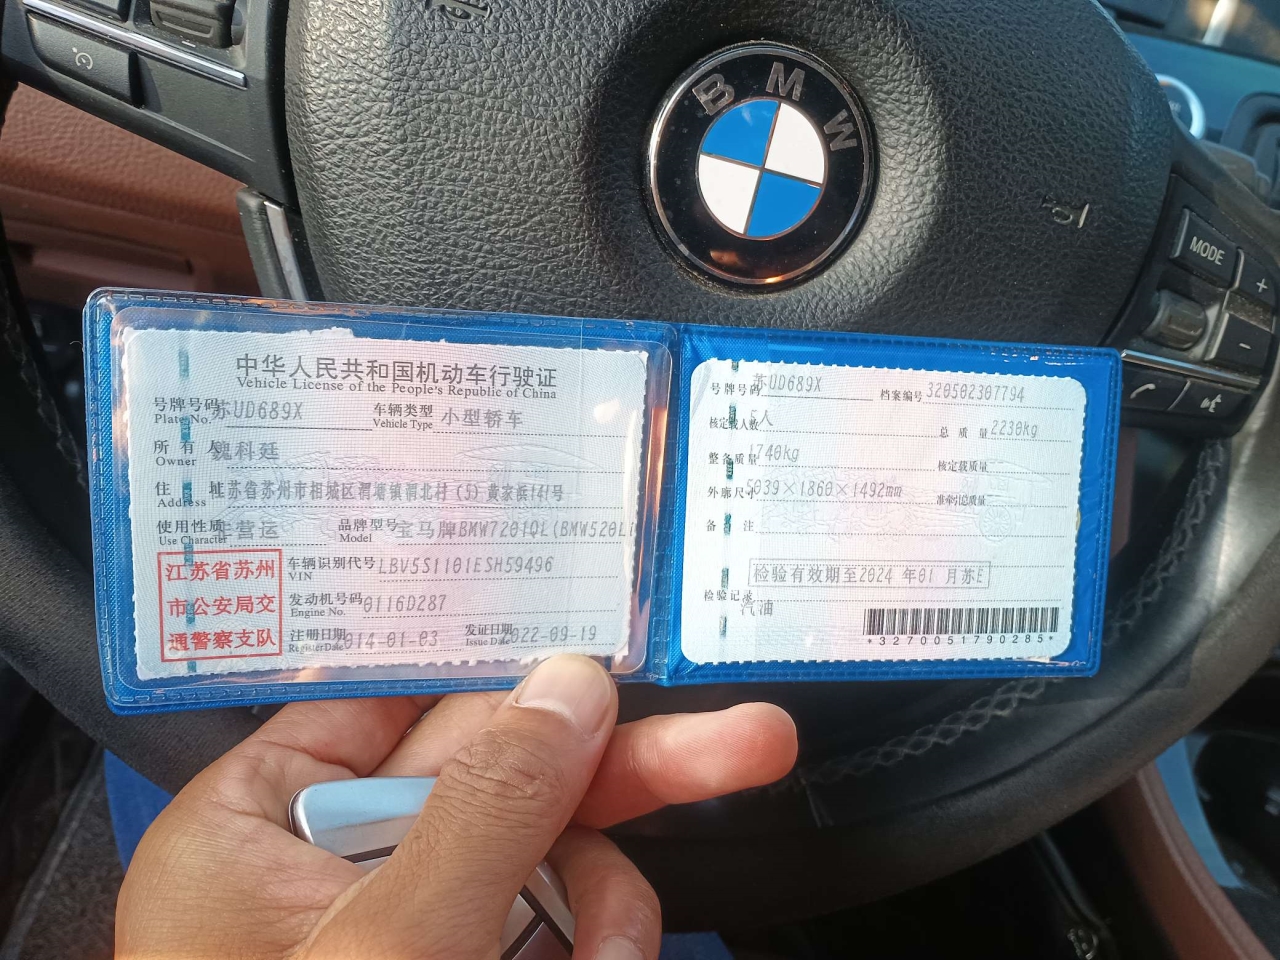 BMW
MODE
+
-
中华人民共和国机动车行驶证
Vehicle License of the People's Republic of China
号牌号码 苏UD689X 车辆类型 小型轿车
Plate No. Vehicle Type
所有人 魏科廷
Owner
住址 江苏省苏州市相城区渭塘镇渭北村(5)黄泉浜141号
Address
使用性质 非营运 品牌型号 宝马牌BMW7201QL(BMW520Li
Use Character Model
江苏省苏州
市公安局交
通警察支队
车辆识别代号 LBV5S1101ESH59496
VIN
发动机号码 0116D287
Engine No.
注册日期 014-01-03 发证日期 022-09-19
Register Date Issue Date
号牌号码 苏UD689X 档案编号 320502307794
核定载人数 5人 总质量 2230kg
整备质量 1740kg 核定载质量
外廓尺寸 5039×1860×1492mm 准牵引总质量
备注
检验有效期至2024年01月苏E
检验记录
汽油
*3270051790285*